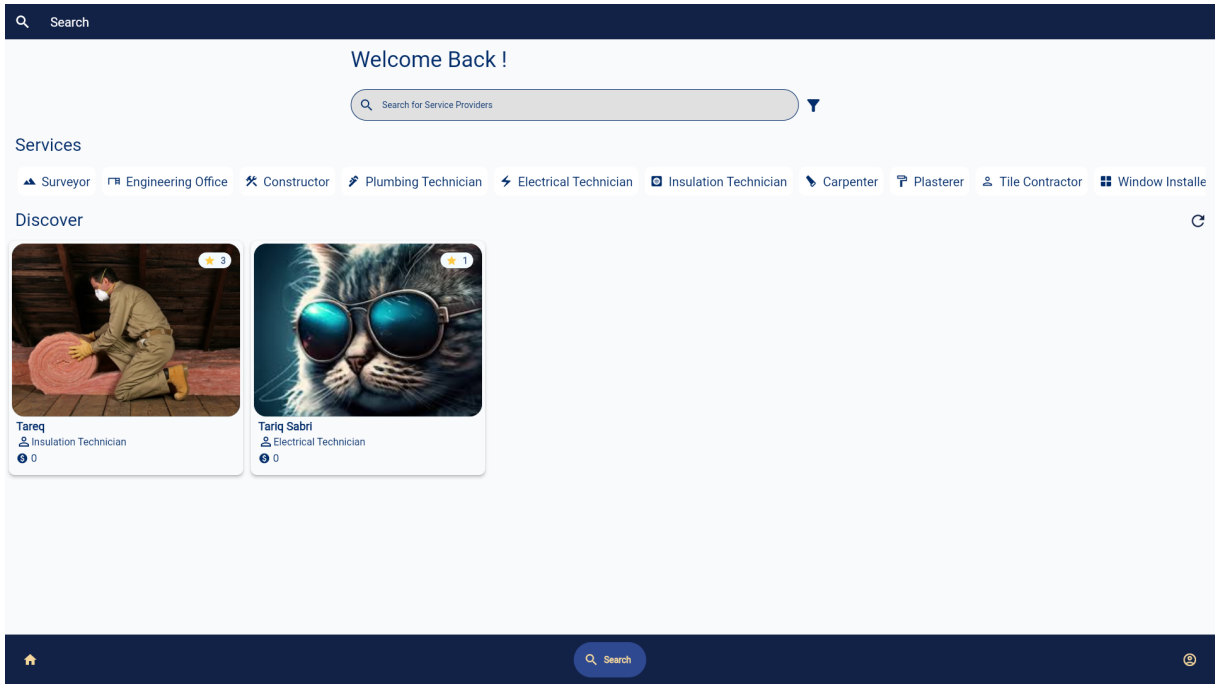 Search
Welcome Back !
Search for Service Providers
Services
Surveyor Engineering Office Constructor Plumbing Technician Electrical Technician Insulation Technician Carpenter Plasterer Tile Contractor Window Installe
Discover
3
1
Tareq
Tariq Sabri
Insulation Technician
Electrical Technician
0
0
Search